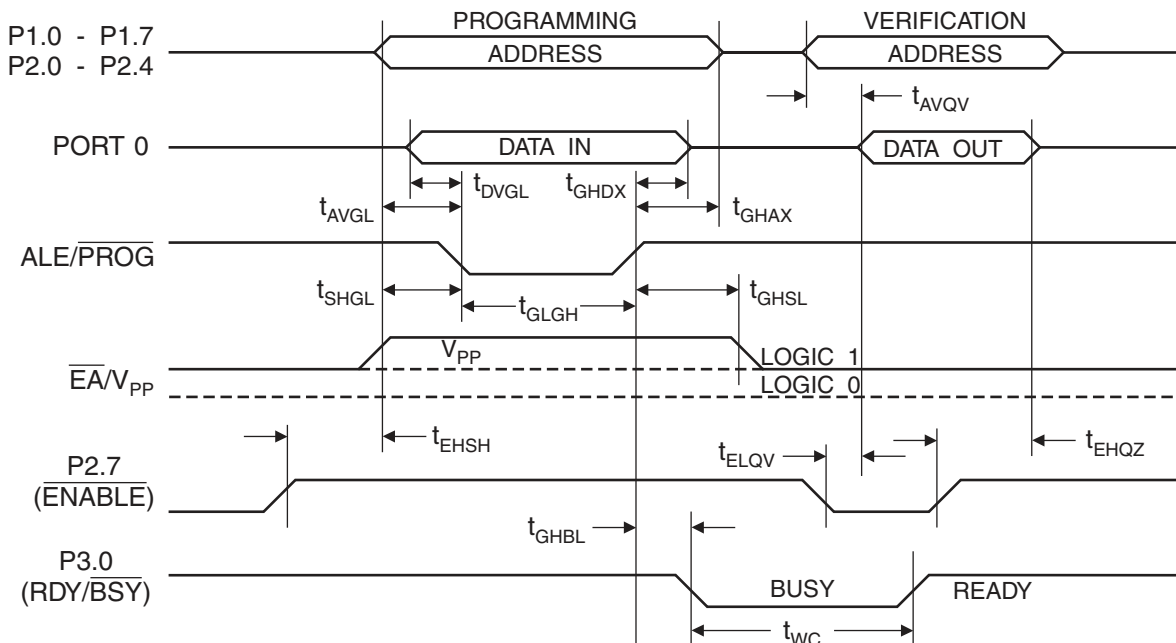 PROGRAMMING
VERIFICATION
P1.0 - P1.7
P2.0 - P2.4
ADDRESS
ADDRESS
tAVQV
PORT 0
DATA IN
DATA OUT
tDVGL
tGHDX
tAVGL
tGHAX
ALE/PROG
tSHGL
tGLGH
tGHSL
VPP
LOGIC 1
EA/VPP
LOGIC 0
tEHSH
tELQV
tEHQZ
P2.7
(ENABLE)
tGHBL
P3.0
(RDY/BSY)
BUSY
READY
tWC